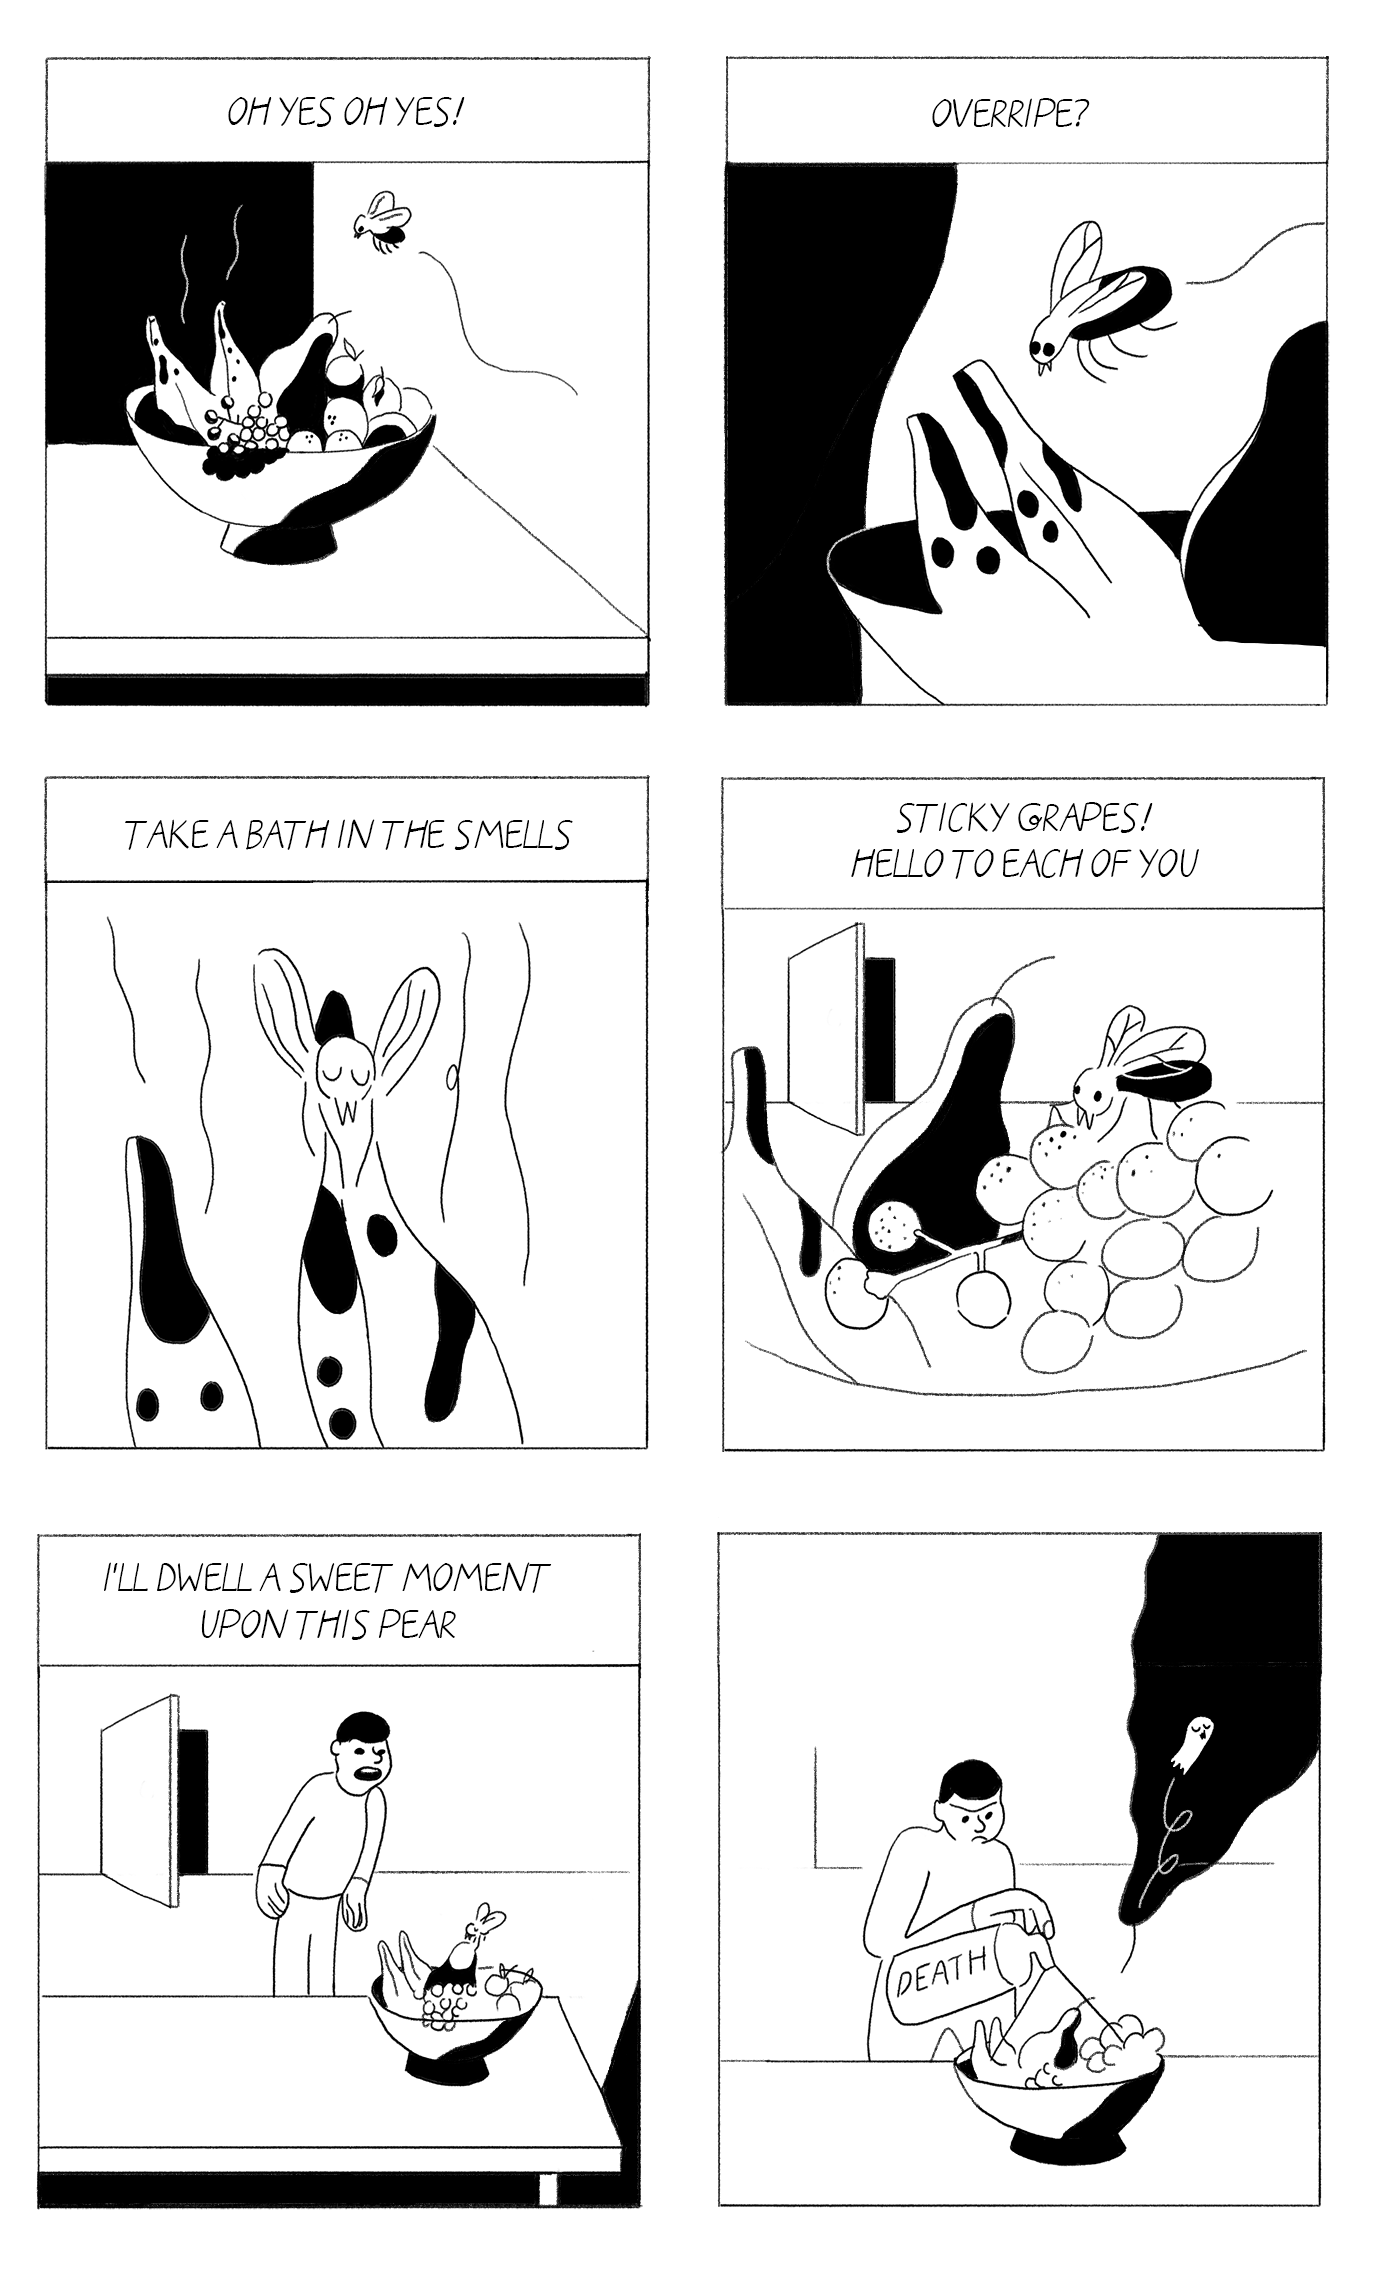 OH YES OH YES!
OVERRIPE?
TAKE A BATH IN THE SMELLS
STICKY GRAPES!
HELLO TO EACH OF YOU
I'LL DWELL A SWEET MOMENT
UPON THIS PEAR
DEATH